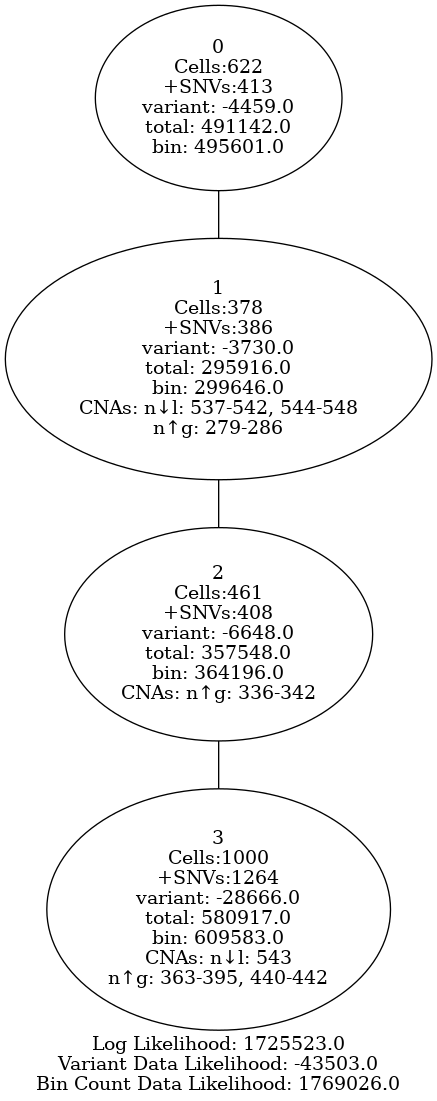 0
Cells:622
+SNVs:413
variant: -4459.0
total: 491142.0
bin: 495601.0
1
Cells:378
+SNVs:386
variant: -3730.0
total: 295916.0
bin: 299646.0
CNAs: n↓l: 537-542, 544-548
n↑g: 279-286
2
Cells:461
+SNVs:408
variant: -6648.0
total: 357548.0
bin: 364196.0
CNAs: n↑g: 336-342
3
Cells:1000
+SNVs:1264
variant: -28666.0
total: 580917.0
bin: 609583.0
CNAs: n↓l: 543
n↑g: 363-395, 440-442
Log Likelihood: 1725523.0
Variant Data Likelihood: -43503.0
Bin Count Data Likelihood: 1769026.0